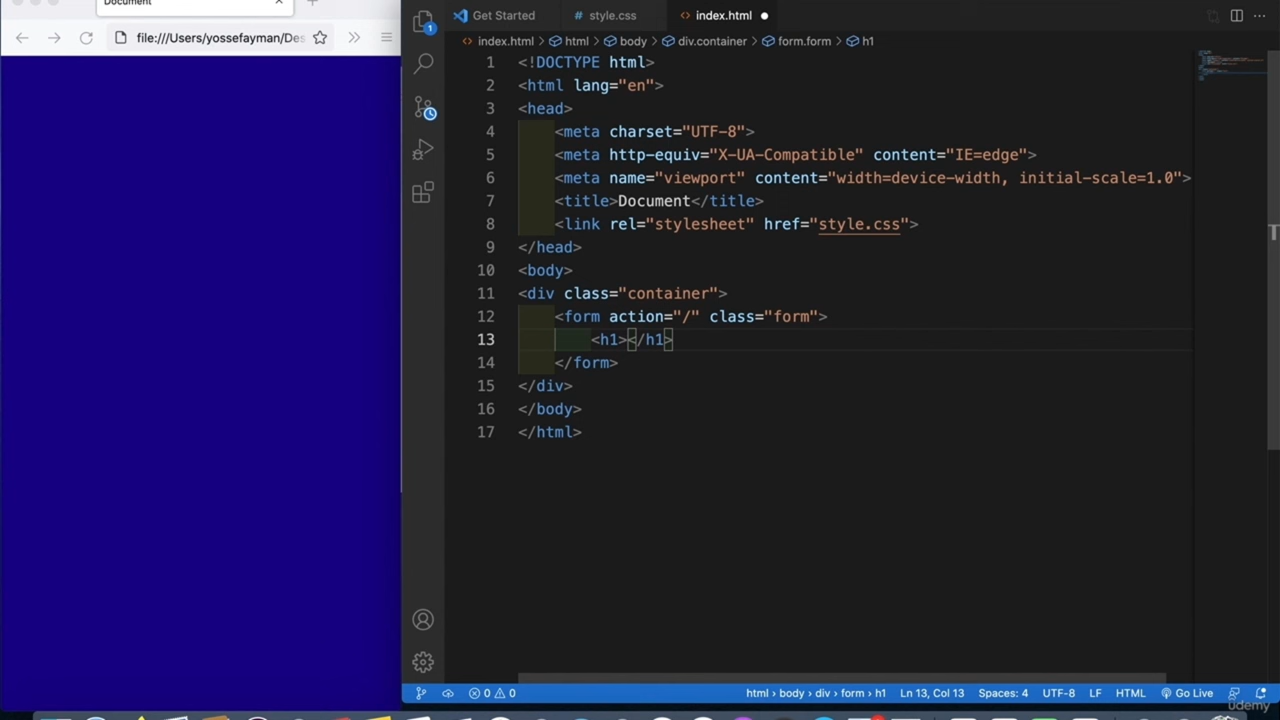 Document
file:///Users/yossefayman/Des
Get Started
# style.css
index.html
index.html > html > body > div.container > form.form > h1
1 <!DOCTYPE html>
2 <html lang="en">
3 <head>
4 <meta charset="UTF-8">
5 <meta http-equiv="X-UA-Compatible" content="IE=edge">
6 <meta name="viewport" content="width=device-width, initial-scale=1.0">
7 <title>Document</title>
8 <link rel="stylesheet" href="style.css">
9 </head>
10 <body>
11 <div class="container">
12 <form action="/" class="form">
13 <h1></h1>
14 </form>
15 </div>
16 </body>
17 </html>
1
0 0
html > body > div > form > h1
Ln 13, Col 13
Spaces: 4
UTF-8
LF
HTML
Go Live
udemy